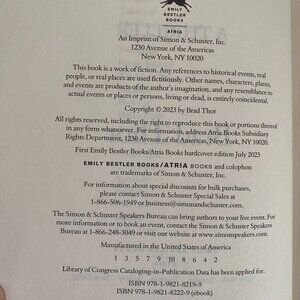 EMILY
BESTLER
BOOKS
ATRIA
An Imprint of Simon & Schuster, Inc.
1230 Avenue of the Americas
New York, NY 10020
This book is a work of fiction. Any references to historical events, real
people, or real places are used fictitiously. Other names, characters, places,
and events are products of the author's imagination, and any resemblance to
actual events or places or persons, living or dead, is entirely coincidental.
Copyright © 2023 by Brad Thor
All rights reserved, including the right to reproduce this book or portions thereof
in any form whatsoever. For information, address Atria Books Subsidiary
Rights Department, 1230 Avenue of the Americas, New York, NY 10020.
First Emily Bestler Books/Atria Books hardcover edition July 2023
EMILY BESTLER BOOKS/ATRIA BOOKS and colophon
are trademarks of Simon & Schuster, Inc.
For information about special discounts for bulk purchases,
please contact Simon & Schuster Special Sales at
1-866-506-1949 or business@simonandschuster.com.
The Simon & Schuster Speakers Bureau can bring authors to your live event. For
more information or to book an event, contact the Simon & Schuster Speakers
Bureau at 1-866-248-3049 or visit our website at www.simonspeakers.com.
Manufactured in the United States of America
1 3 5 7 9 10 8 6 4 2
Library of Congress Cataloging-in-Publication Data has been applied for.
ISBN 978-1-9821-8219-9
ISBN 978-1-9821-8222-9 (ebook)